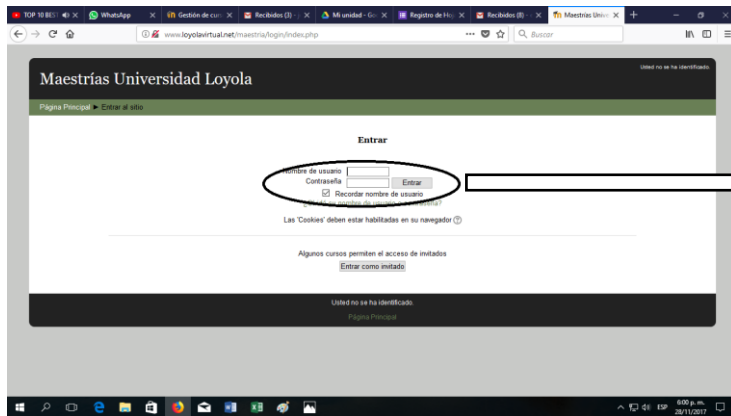 TOP 10 BEST
WhatsApp
Gestión de cur
Recibidos (3) -
Mi unidad - Goo
Registro de Ho
Recibidos (8) -
Maestrías Unive
www.loyolavirtual.net/maestria/login/index.php
Buscar
Usted no se ha identificado.
Maestrías Universidad Loyola
Página Principal ► Entrar al sitio
Entrar
Nombre de usuario
Contraseña
Entrar
Recordar nombre de usuario
Las 'Cookies' deben estar habilitadas en su navegador
Algunos cursos permiten el acceso de invitados
Entrar como invitado
Usted no se ha identificado.
Página Principal
ESP
6:00 p. m.
28/11/2017